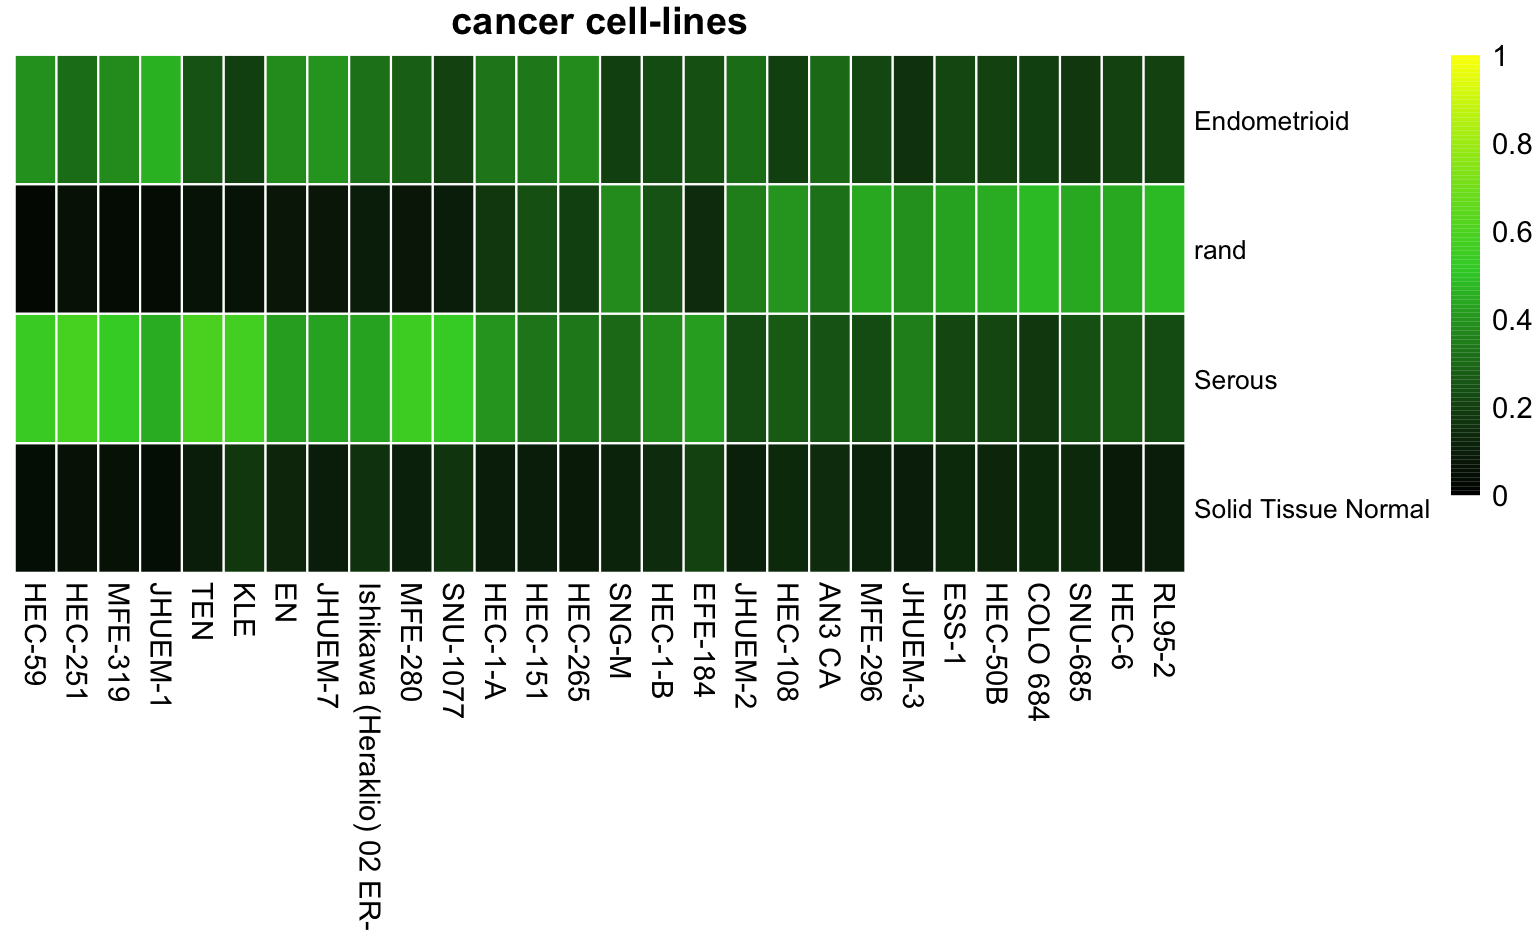 cancer cell-lines
Endometrioid
rand
Serous
Solid Tissue Normal
1
0.8
0.6
0.4
0.2
0
HEC-59
HEC-251
MFE-319
JHUEM-1
TEN
KLE
EN
JHUEM-7
Ishikawa (Heraklio) 02 ER-
MFE-280
SNU-1077
HEC-1-A
HEC-151
HEC-265
SNG-M
HEC-1-B
EFE-184
JHUEM-2
HEC-108
AN3 CA
MFE-296
JHUEM-3
ESS-1
HEC-50B
COLO 684
SNU-685
HEC-6
RL95-2